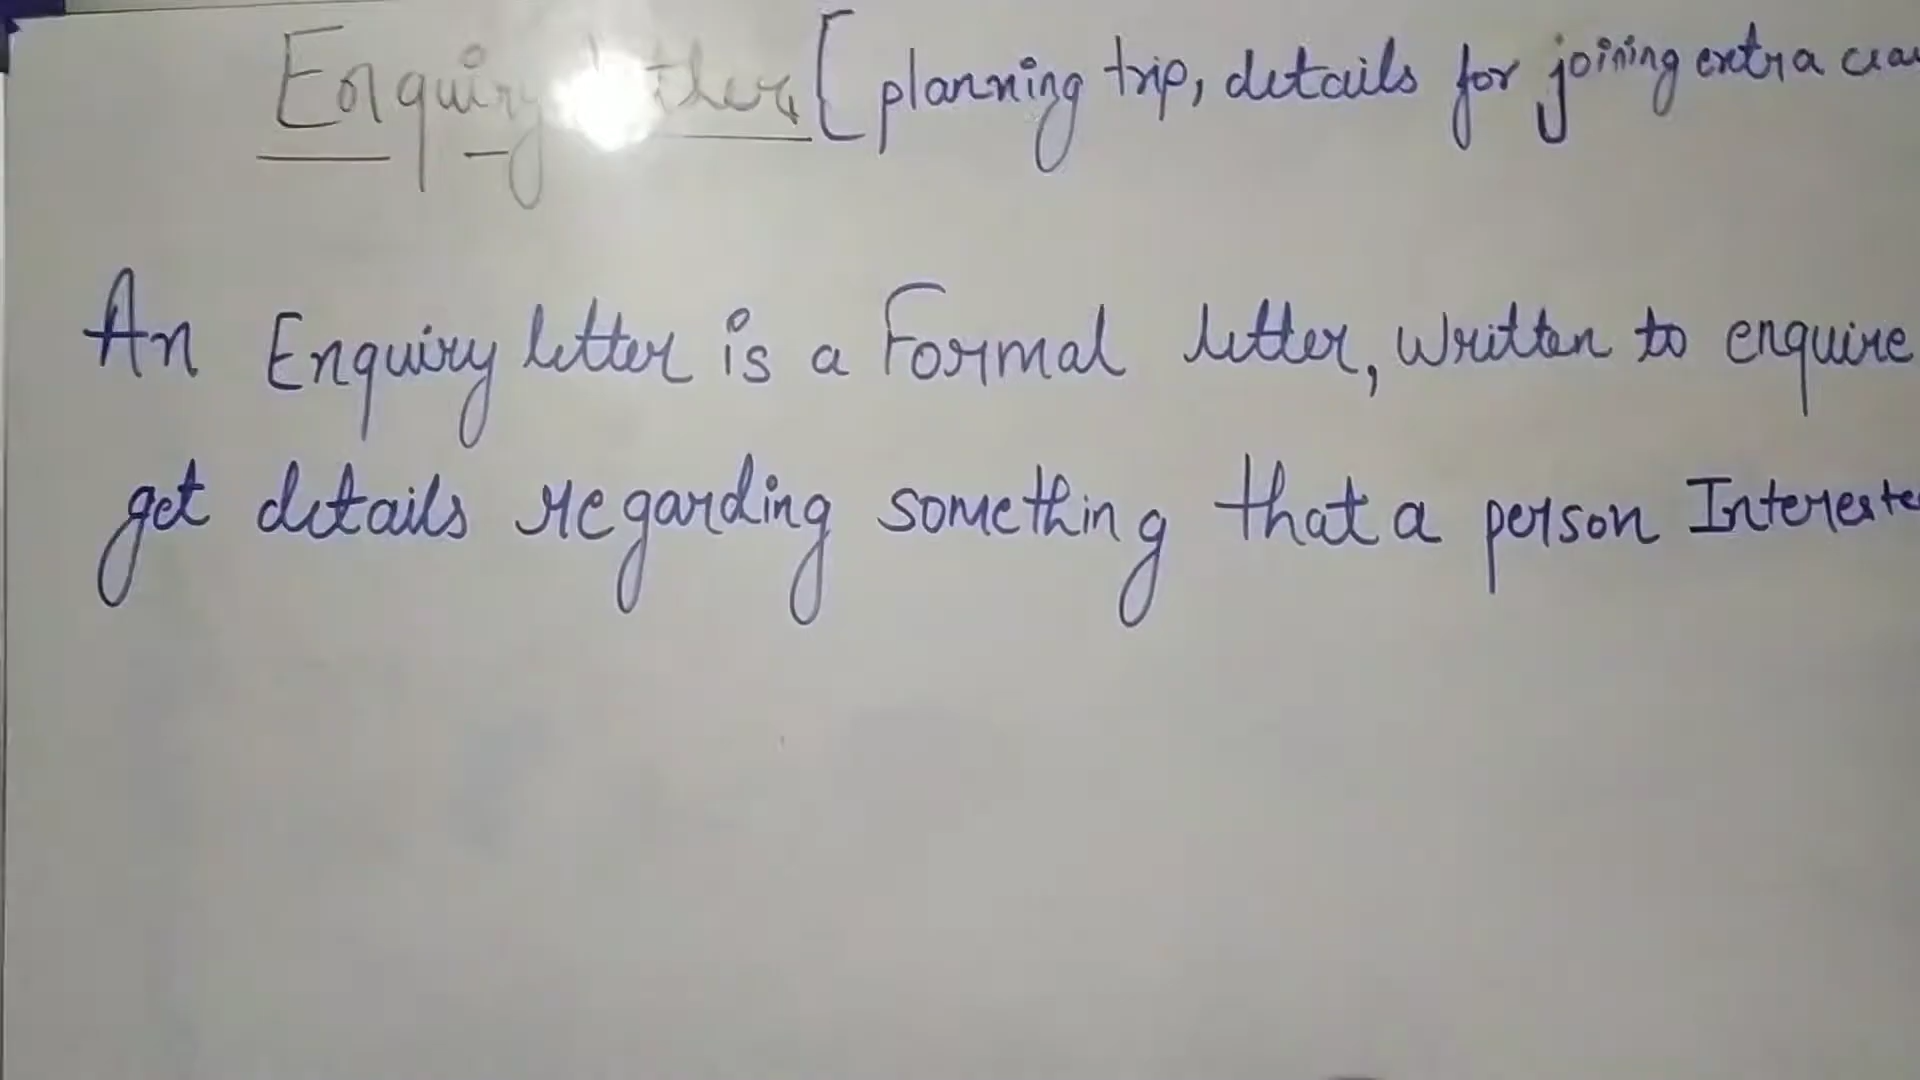 Enquiry letter [planning trip, details for joining extra
An Enquiry letter is a Formal letter, Written to enquire
get details regarding something that a person Intereste